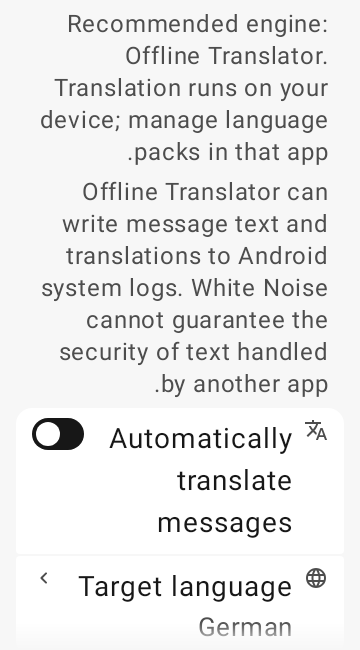 Recommended engine:
Offline Translator.
Translation runs on your
device; manage language
packs in that app.
Offline Translator can
write message text and
translations to Android
system logs. White Noise
cannot guarantee the
security of text handled
by another app.
Automatically
translate
messages
Target language
German